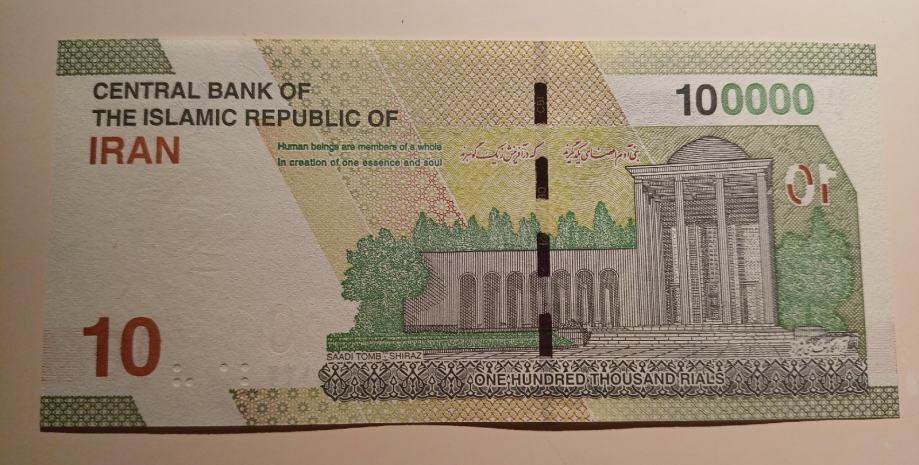 CENTRAL BANK OF
THE ISLAMIC REPUBLIC OF
IRAN
100000
Human beings are members of a whole
In creation of one essence and soul
بنی آدم اعضای یکدیگرند که در آفرینش ز یک گوهرند
10
10
SAADI TOMB - SHIRAZ
ONE HUNDRED THOUSAND RIALS